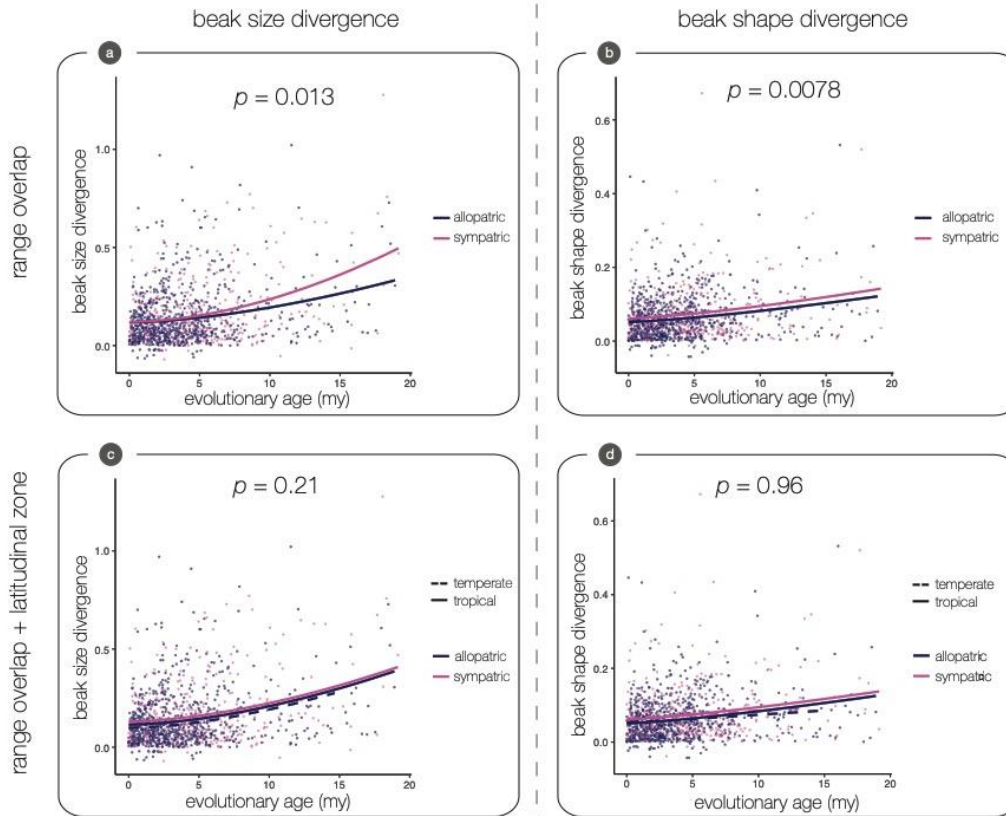 beak size divergence
beak shape divergence
range overlap
a
p = 0.013
beak size divergence
1.0
0.5
0.0
0
5
10
15
20
evolutionary age (my)
allopatric
sympatric
b
p = 0.0078
beak shape divergence
0.6
0.4
0.2
0.0
0
5
10
15
20
evolutionary age (my)
allopatric
sympatric
range overlap + latitudinal zone
c
p = 0.21
beak size divergence
1.0
0.5
0.0
0
5
10
15
20
evolutionary age (my)
temperate
tropical
allopatric
sympatric
d
p = 0.96
beak shape divergence
0.6
0.4
0.2
0.0
0
5
10
15
20
evolutionary age (my)
temperate
tropical
allopatric
sympatric